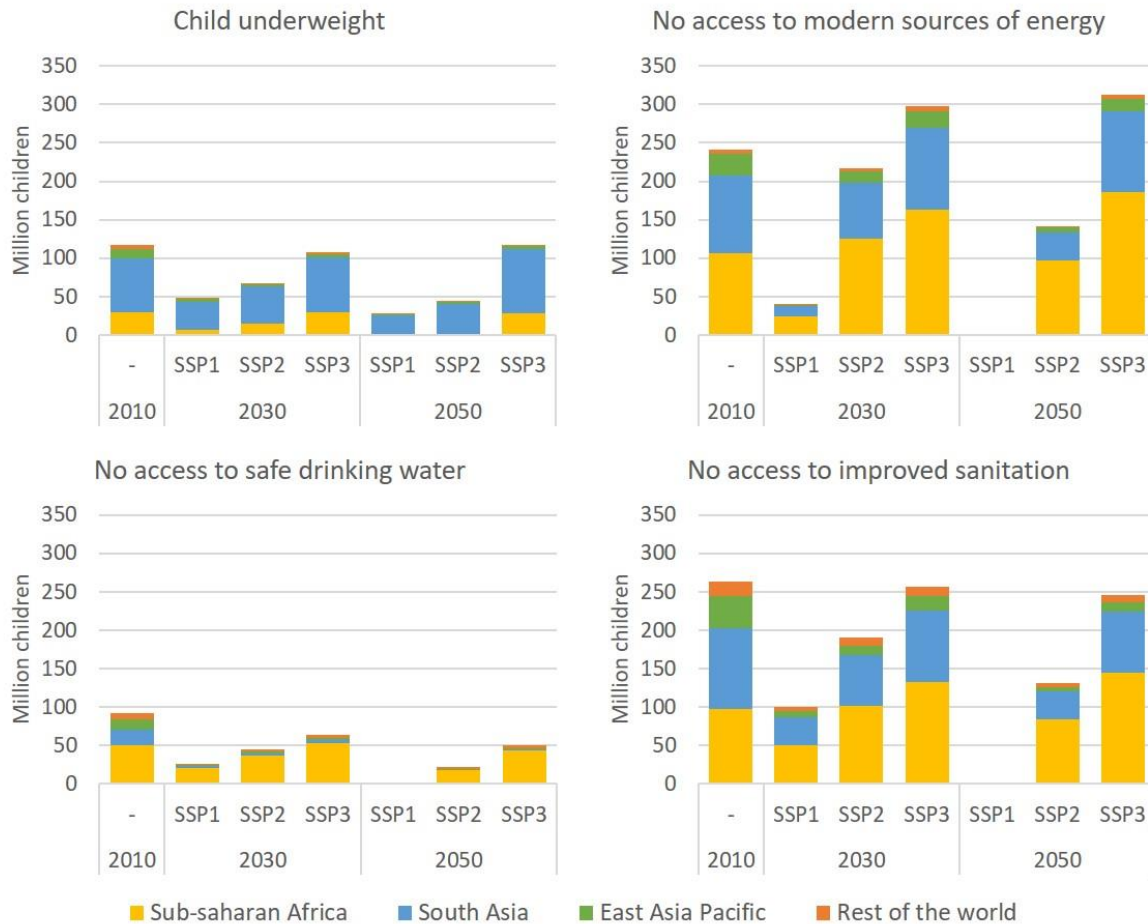 Child underweight
Million children
350
300
250
200
150
100
50
0
- SSP1 SSP2 SSP3 SSP1 SSP2 SSP3
2010 2030 2050
No access to modern sources of energy
Million children
350
300
250
200
150
100
50
0
- SSP1 SSP2 SSP3 SSP1 SSP2 SSP3
2010 2030 2050
No access to safe drinking water
Million children
350
300
250
200
150
100
50
0
- SSP1 SSP2 SSP3 SSP1 SSP2 SSP3
2010 2030 2050
No access to improved sanitation
Million children
350
300
250
200
150
100
50
0
- SSP1 SSP2 SSP3 SSP1 SSP2 SSP3
2010 2030 2050
Sub-saharan Africa South Asia East Asia Pacific Rest of the world